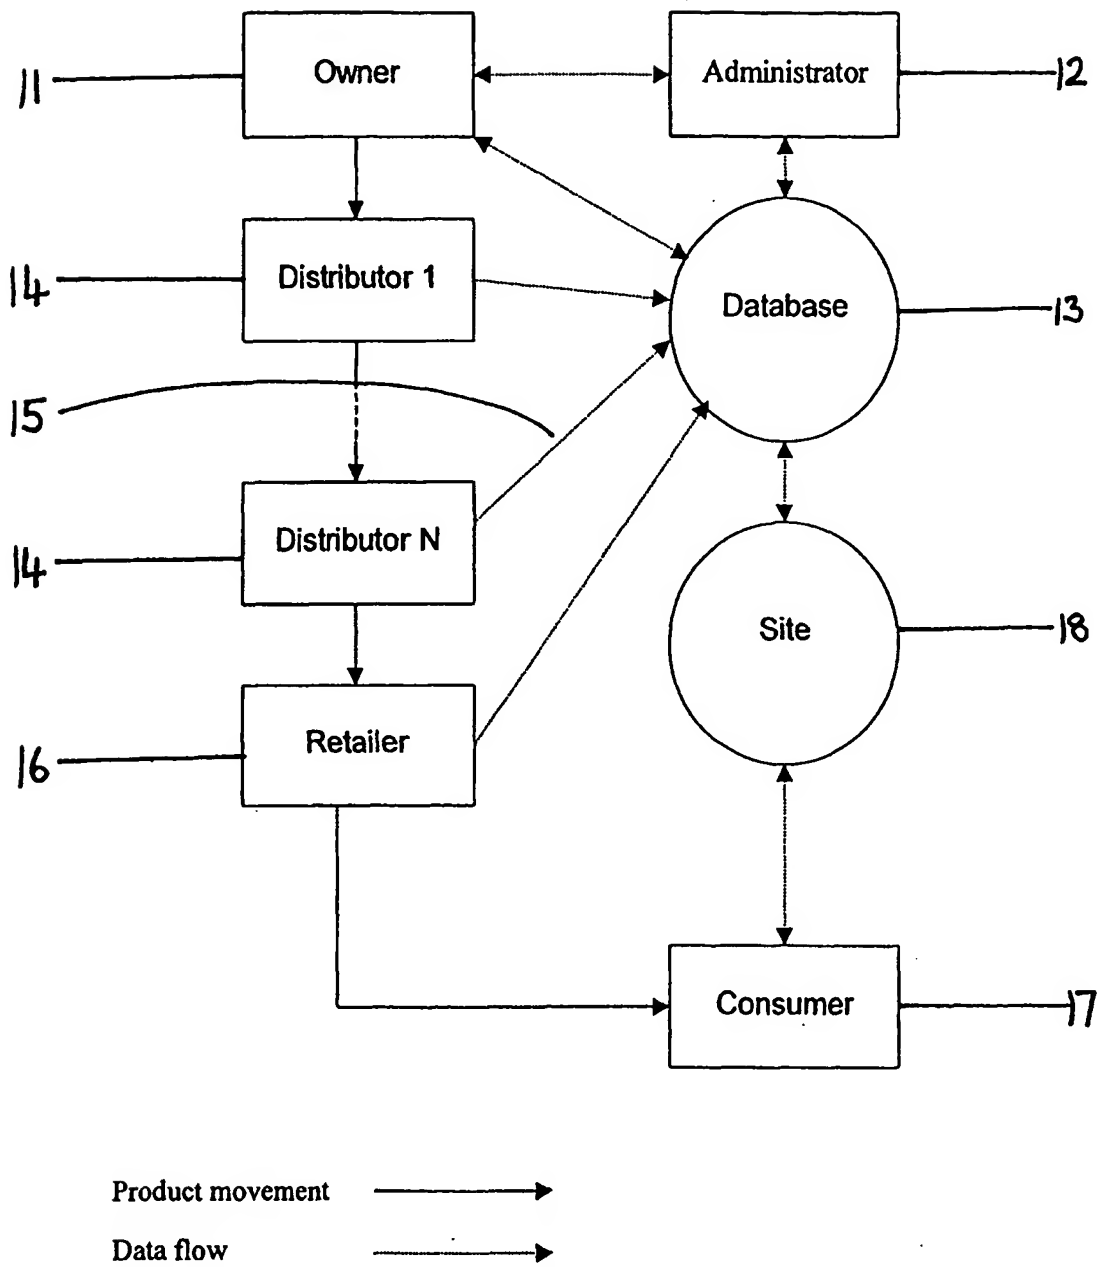 Owner
Administrator
11
12
Distributor 1
14
Database
13
15
Distributor N
14
Site
18
Retailer
16
Consumer
17
Product movement
Data flow